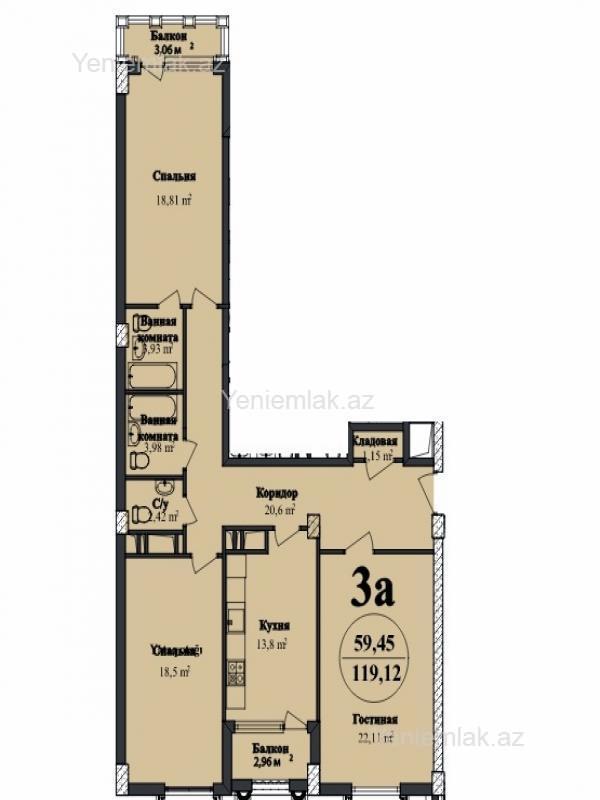 Балкон
3.06 м 2
Yeniemlak.az
Спальня
18,81 m²
Ванная
комната
3,93 m²
Yeniemlak.az
Ванная
комната
3,98 m²
Кладовая
1,15 m²
С/у
2,42 m²
Коридор
20,6 m²
3а
59,45
119,12
Кухня
13,8 m²
Спальня
18,5 m²
Гостиная
22,11 m²
Yeniemlak.az
Балкон
2,96 м 2